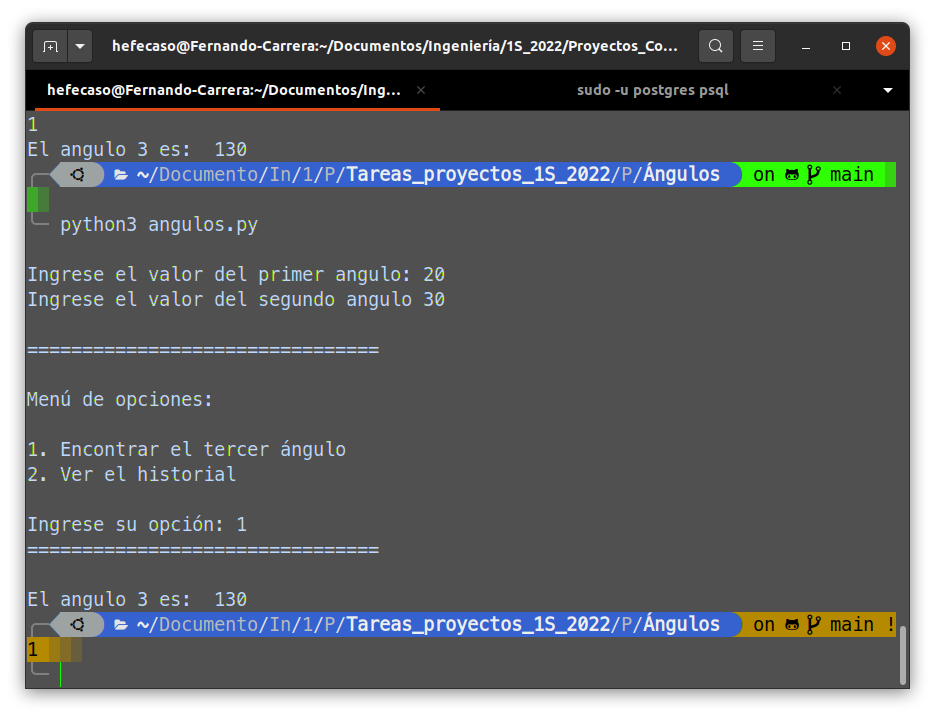 hefecaso@Fernando-Carrera:~/Documentos/Ingeniería/1S_2022/Proyectos_Co...
hefecaso@Fernando-Carrera:~/Documentos/Ing... sudo -u postgres psql
1
El angulo 3 es:  130
~/Documento/In/1/P/Tareas_proyectos_1S_2022/P/Ángulos on main
python3 angulos.py
Ingrese el valor del primer angulo: 20
Ingrese el valor del segundo angulo 30
================================
Menú de opciones:
1. Encontrar el tercer ángulo
2. Ver el historial
Ingrese su opción: 1
================================
El angulo 3 es:  130
~/Documento/In/1/P/Tareas_proyectos_1S_2022/P/Ángulos on main !
1